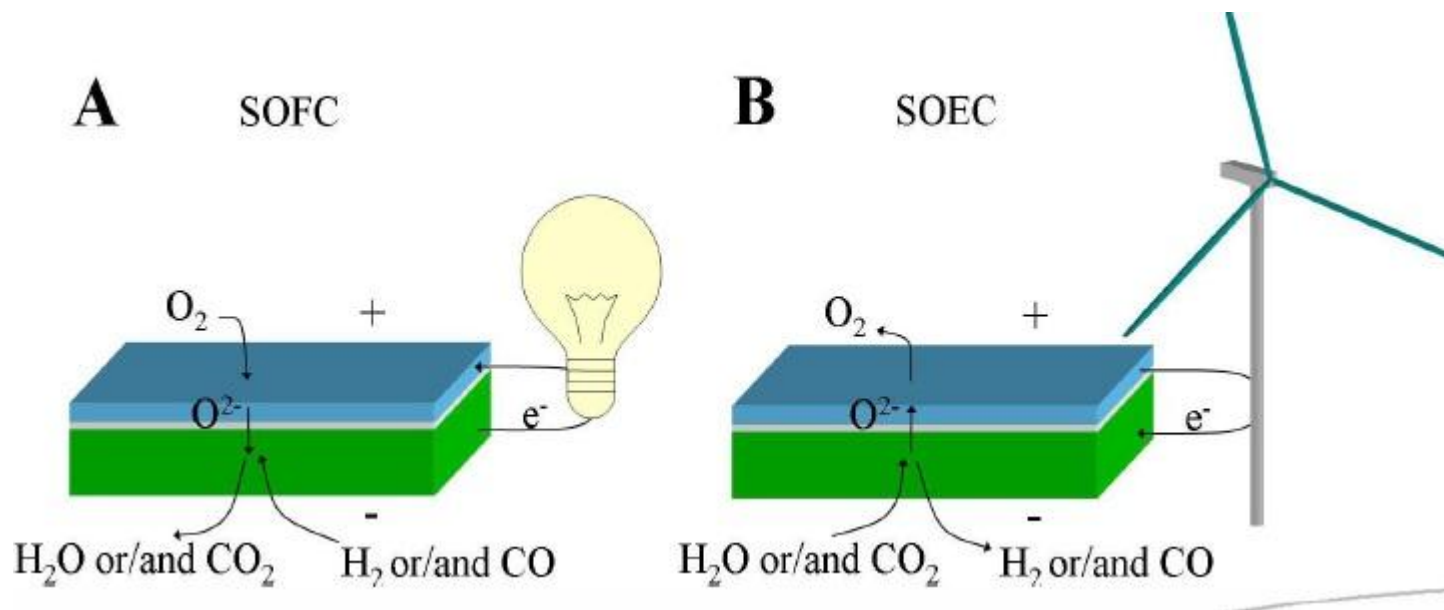 A SOFC
B SOEC
O₂
+
O²⁻
e⁻
-
H₂O or/and CO₂
H₂ or/and CO
O₂
+
O²⁻
e⁻
-
H₂O or/and CO₂
H₂ or/and CO